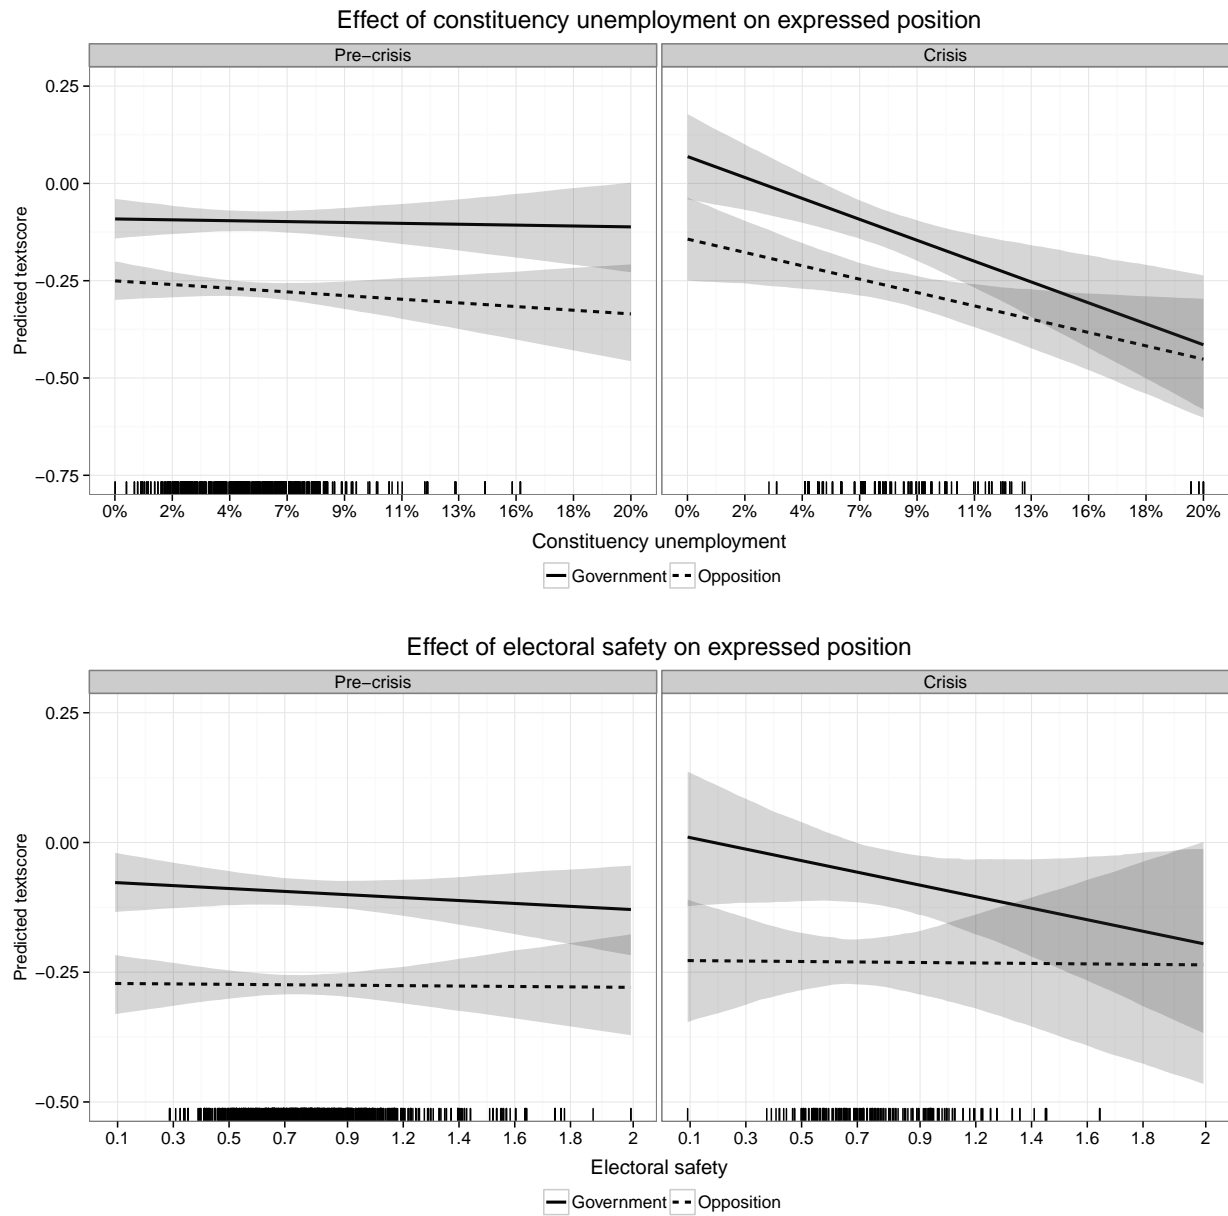 Effect of constituency unemployment on expressed position
Pre−crisis Crisis
0.25
0.00
−0.25
−0.50
−0.75
Predicted textscore
0% 2% 4% 7% 9% 11% 13% 16% 18% 20% 0% 2% 4% 7% 9% 11% 13% 16% 18% 20%
Constituency unemployment
Government Opposition
Effect of electoral safety on expressed position
Pre−crisis Crisis
0.25
0.00
−0.25
−0.50
Predicted textscore
0.1 0.3 0.5 0.7 0.9 1.2 1.4 1.6 1.8 2 0.1 0.3 0.5 0.7 0.9 1.2 1.4 1.6 1.8 2
Electoral safety
Government Opposition